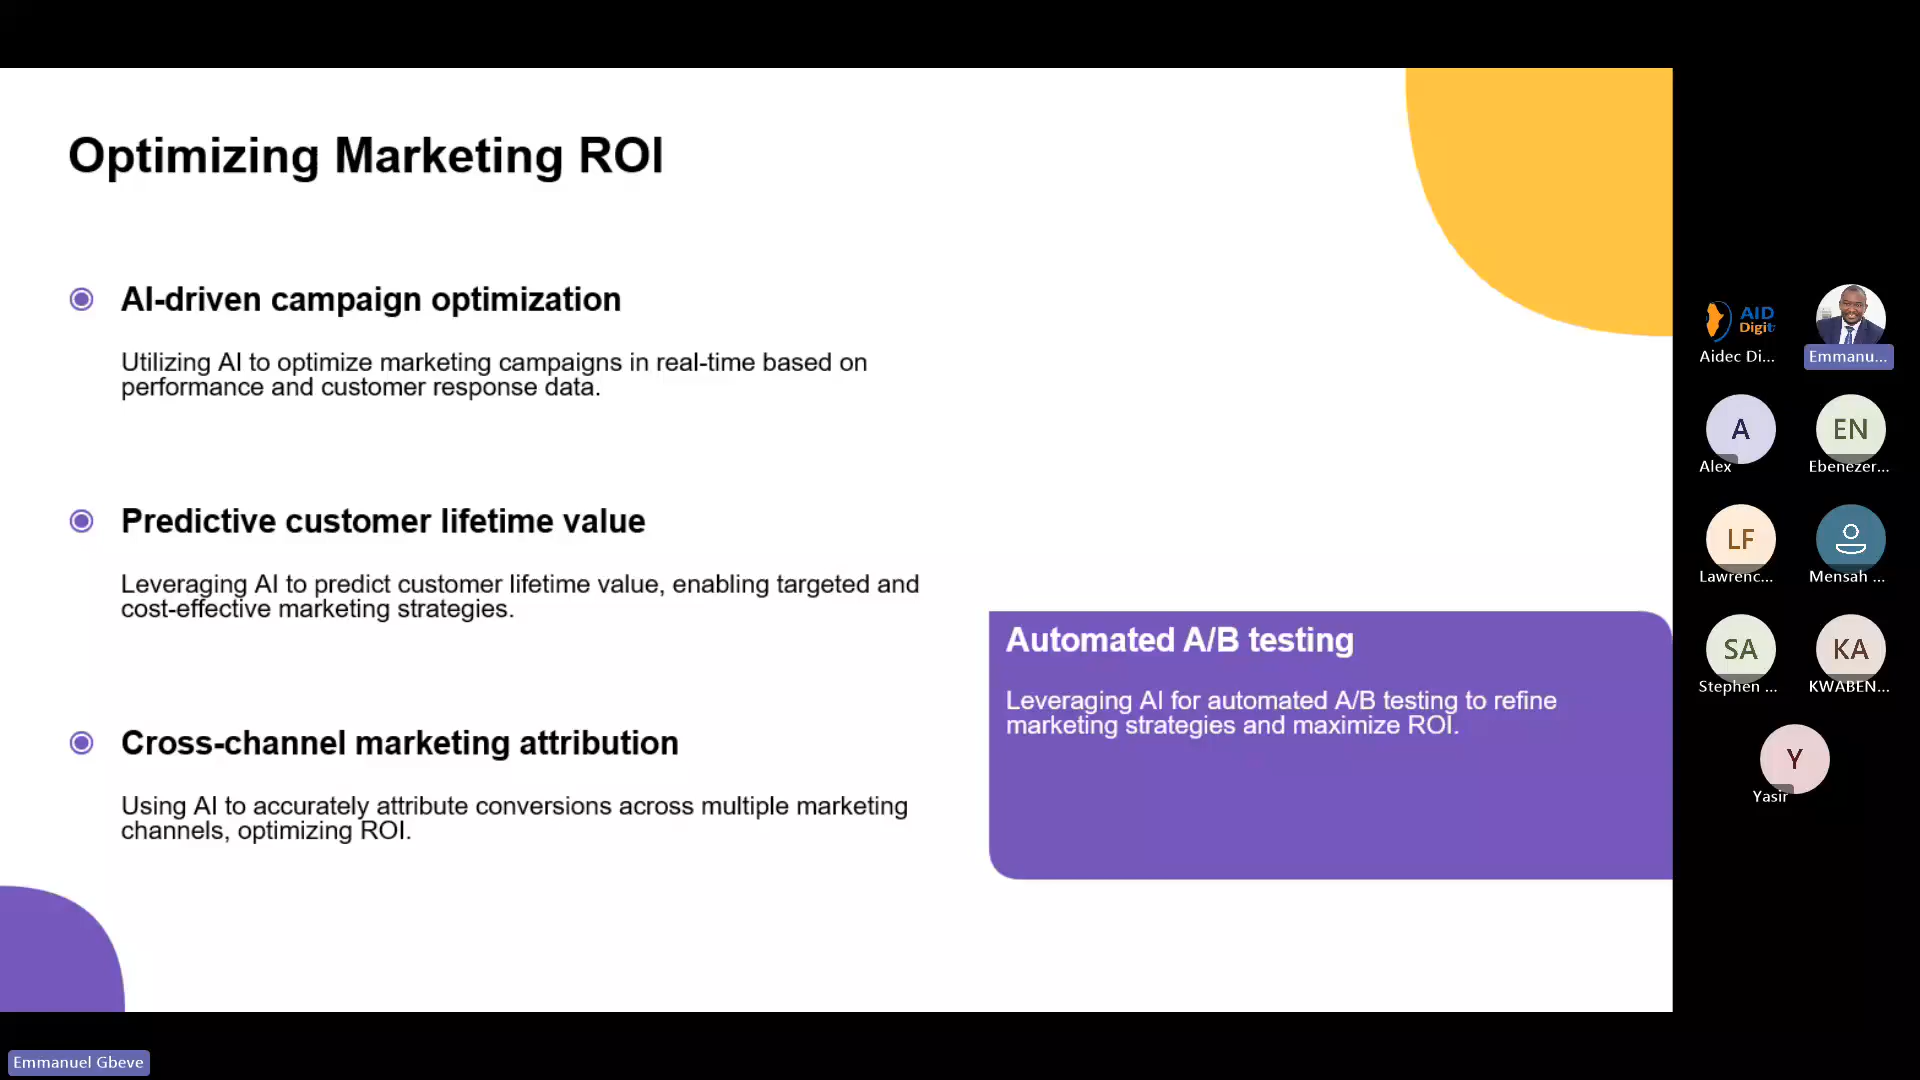 Optimizing Marketing ROI
AI-driven campaign optimization
Utilizing AI to optimize marketing campaigns in real-time based on
performance and customer response data.
Predictive customer lifetime value
Leveraging AI to predict customer lifetime value, enabling targeted and
cost-effective marketing strategies.
Cross-channel marketing attribution
Using AI to accurately attribute conversions across multiple marketing
channels, optimizing ROI.
Automated A/B testing
Leveraging AI for automated A/B testing to refine
marketing strategies and maximize ROI.
AID
Digit
Aidec Di...
Emmanu...
A
Alex
EN
Ebenezer...
LF
Lawrenc...
Mensah ...
SA
Stephen ...
KA
KWABEN...
Y
Yasir
Emmanuel Gbeve